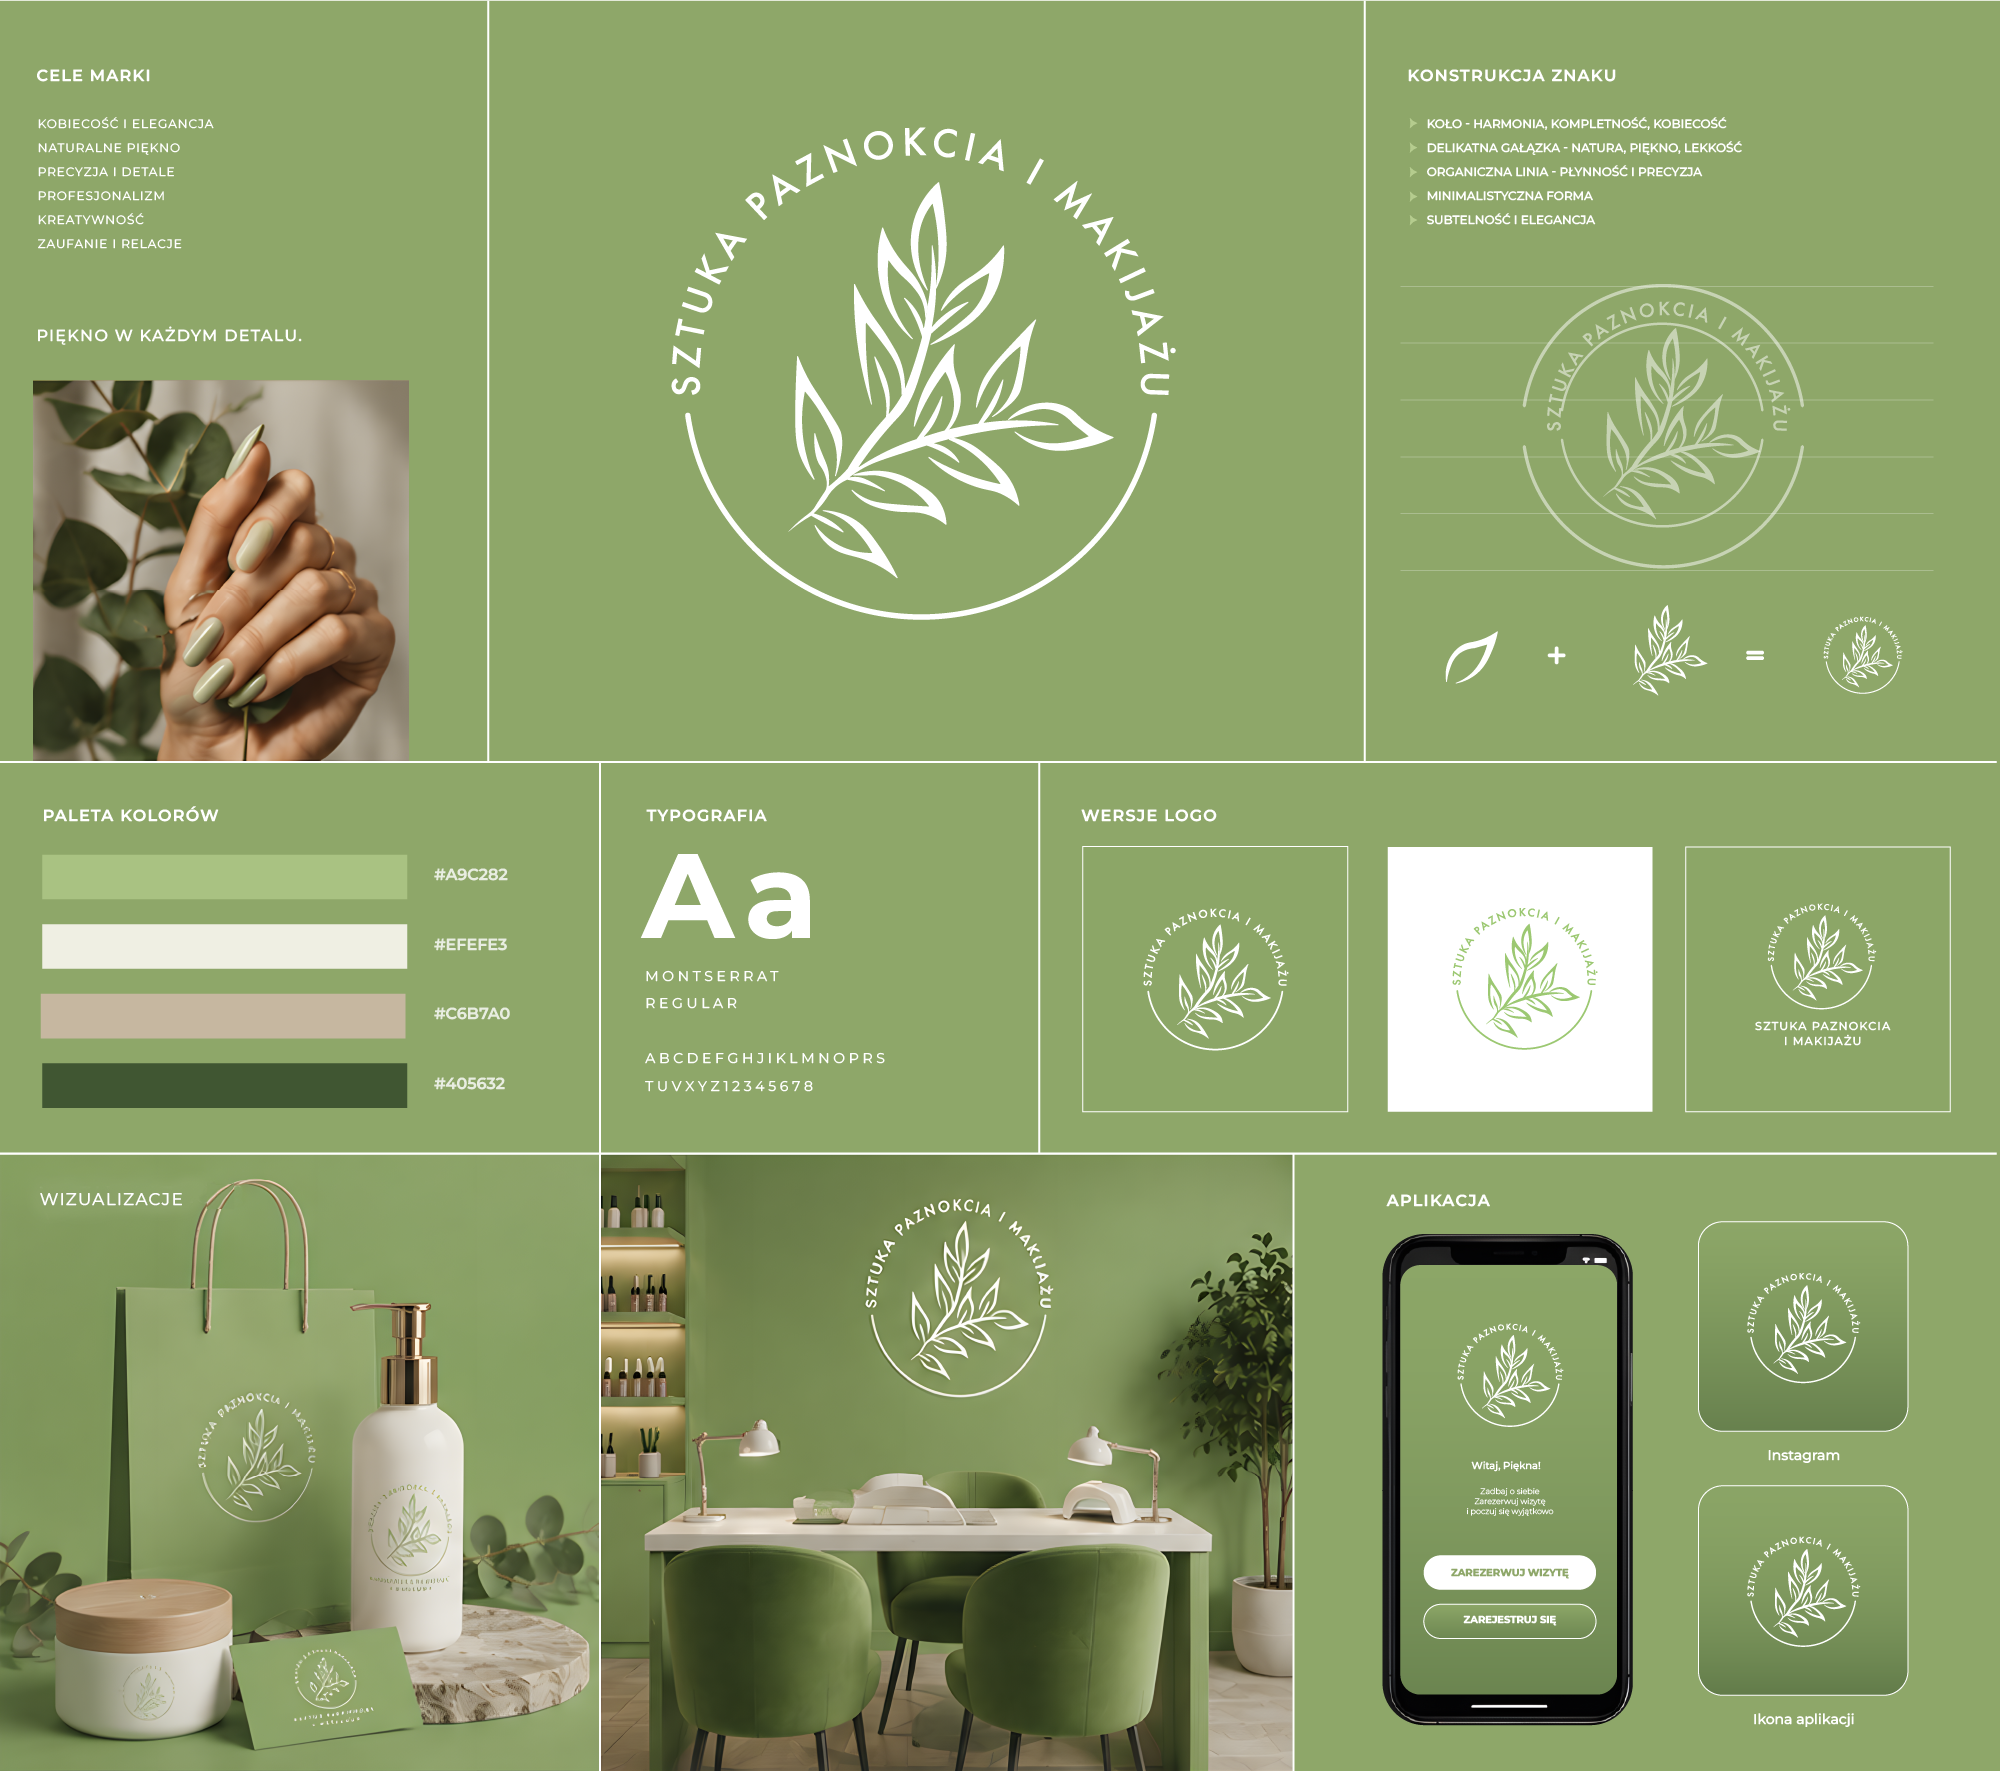 CELE MARKI
KOBIECOŚĆ I ELEGANCJA
NATURALNE PIĘKNO
PRECYZJA I DETALE
PROFESJONALIZM
KREATYWNOŚĆ
ZAUFANIE I RELACJE
PIĘKNO W KAŻDYM DETALU.
SZTUKA PAZNOKCIA I MAKIJAŻU
KONSTRUKCJA ZNAKU
KOŁO - HARMONIA, KOMPLETNOŚĆ, KOBIECOŚĆ
DELIKATNA GAŁĄZKA - NATURA, PIĘKNO, LEKKOŚĆ
ORGANICZNA LINIA - PŁYNNOŚĆ I PRECYZJA
MINIMALISTYCZNA FORMA
SUBTELNOŚĆ I ELEGANCJA
SZTUKA PAZNOKCIA I MAKIJAŻU
+ =
SZTUKA PAZNOKCIA I MAKIJAŻU
PALETA KOLORÓW
#A9C282
#EFEFE3
#C6B7A0
#405632
TYPOGRAFIA
Aa
MONTSERRAT
REGULAR
ABCDEFGHJIKLMNOPRS
TUVXYZ12345678
WERSJE LOGO
SZTUKA PAZNOKCIA I MAKIJAŻU
SZTUKA PAZNOKCIA I MAKIJAŻU
SZTUKA PAZNOKCIA I MAKIJAŻU
SZTUKA PAZNOKCIA
I MAKIJAŻU
WIZUALIZACJE
SZTUKA PAZNOKCIA I MAKIJAŻU
APLIKACJA
SZTUKA PAZNOKCIA I MAKIJAŻU
Witaj, Piękna!
Zadbaj o siebie
Zarezerwuj wizytę
i poczuj się wyjątkowo
ZAREZERWUJ WIZYTĘ
ZAREJESTRUJ SIĘ
SZTUKA PAZNOKCIA I MAKIJAŻU
Instagram
SZTUKA PAZNOKCIA I MAKIJAŻU
Ikona aplikacji